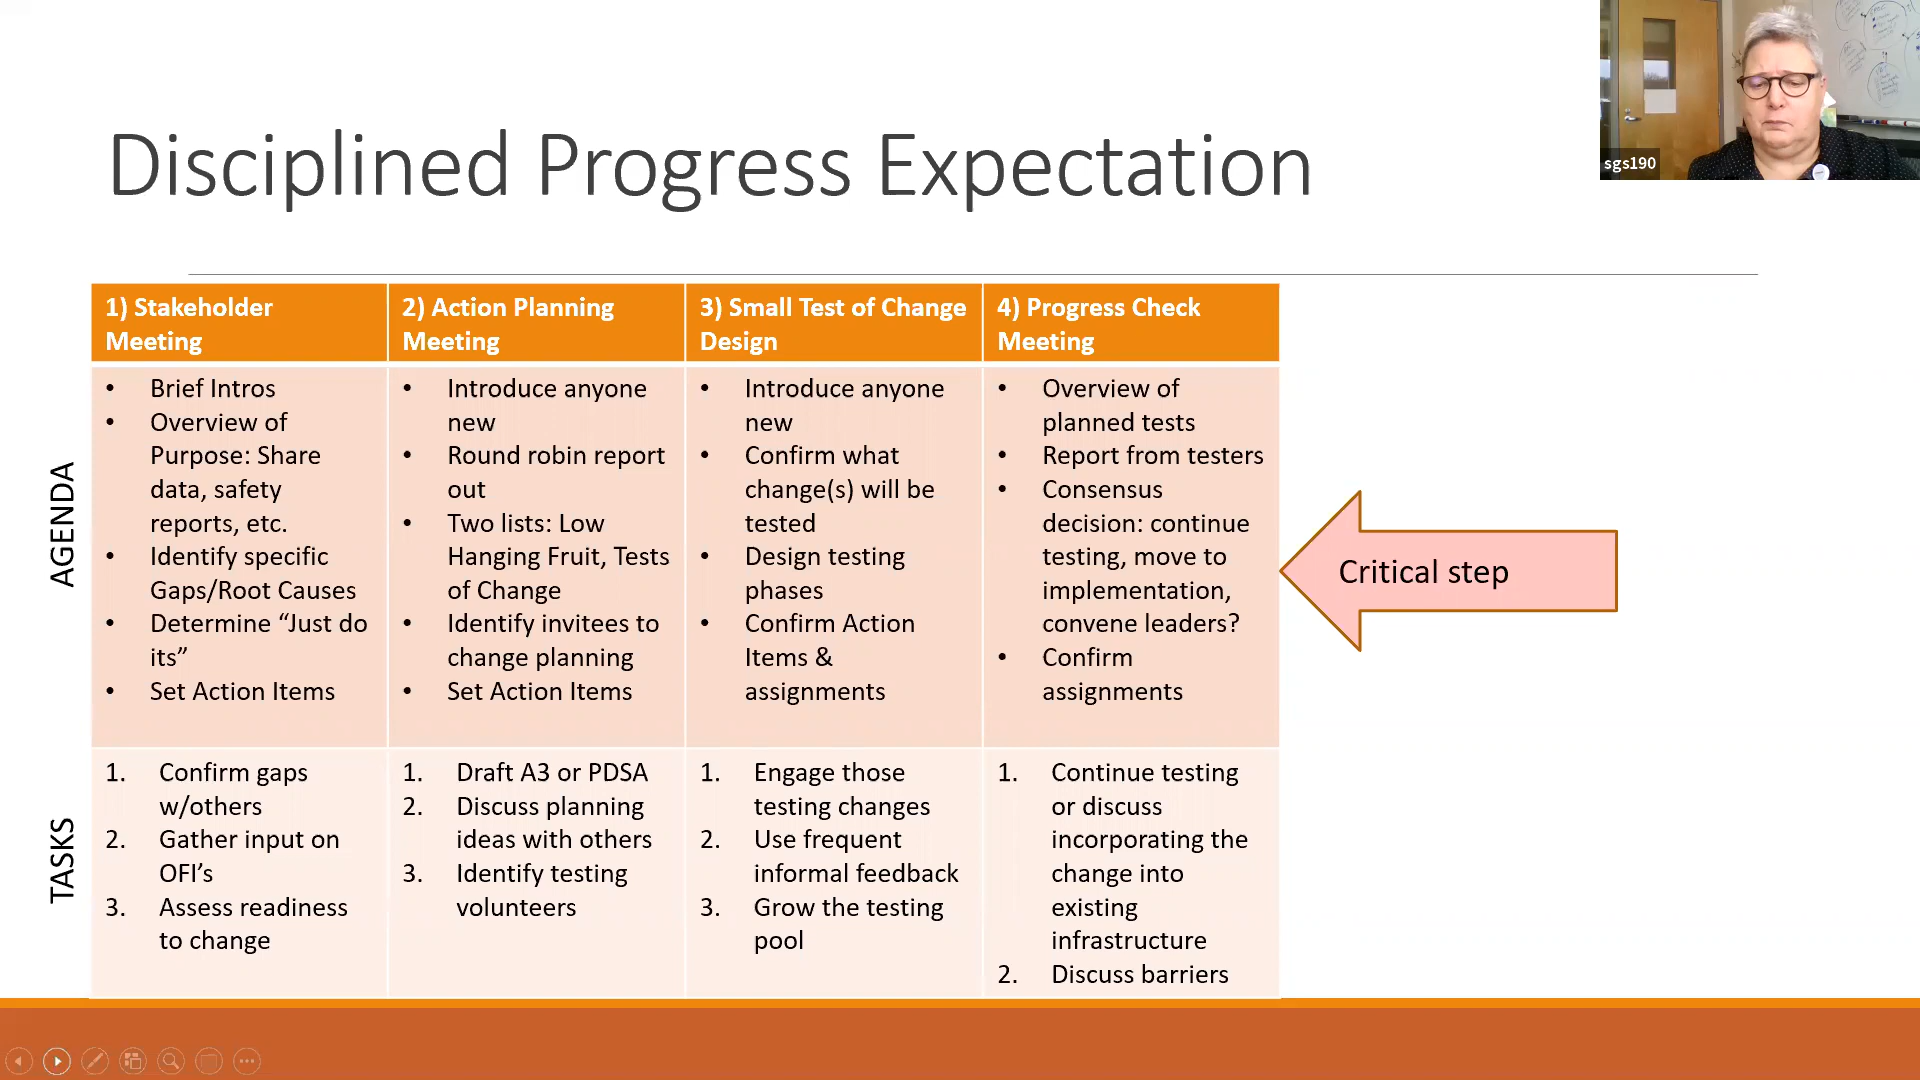 sgs190
Disciplined Progress Expectation
1) Stakeholder
Meeting
2) Action Planning
Meeting
3) Small Test of Change
Design
4) Progress Check
Meeting
AGENDA
• Brief Intros
• Overview of
Purpose: Share
data, safety
reports, etc.
• Identify specific
Gaps/Root Causes
• Determine “Just do
its”
• Set Action Items
• Introduce anyone
new
• Round robin report
out
• Two lists: Low
Hanging Fruit, Tests
of Change
• Identify invitees to
change planning
• Set Action Items
• Introduce anyone
new
• Confirm what
change(s) will be
tested
• Design testing
phases
• Confirm Action
Items &
assignments
• Overview of
planned tests
• Report from testers
• Consensus
decision: continue
testing, move to
implementation,
convene leaders?
• Confirm
assignments
Critical step
TASKS
1. Confirm gaps
w/others
2. Gather input on
OFI’s
3. Assess readiness
to change
1. Draft A3 or PDSA
2. Discuss planning
ideas with others
3. Identify testing
volunteers
1. Engage those
testing changes
2. Use frequent
informal feedback
3. Grow the testing
pool
1. Continue testing
or discuss
incorporating the
change into
existing
infrastructure
2. Discuss barriers